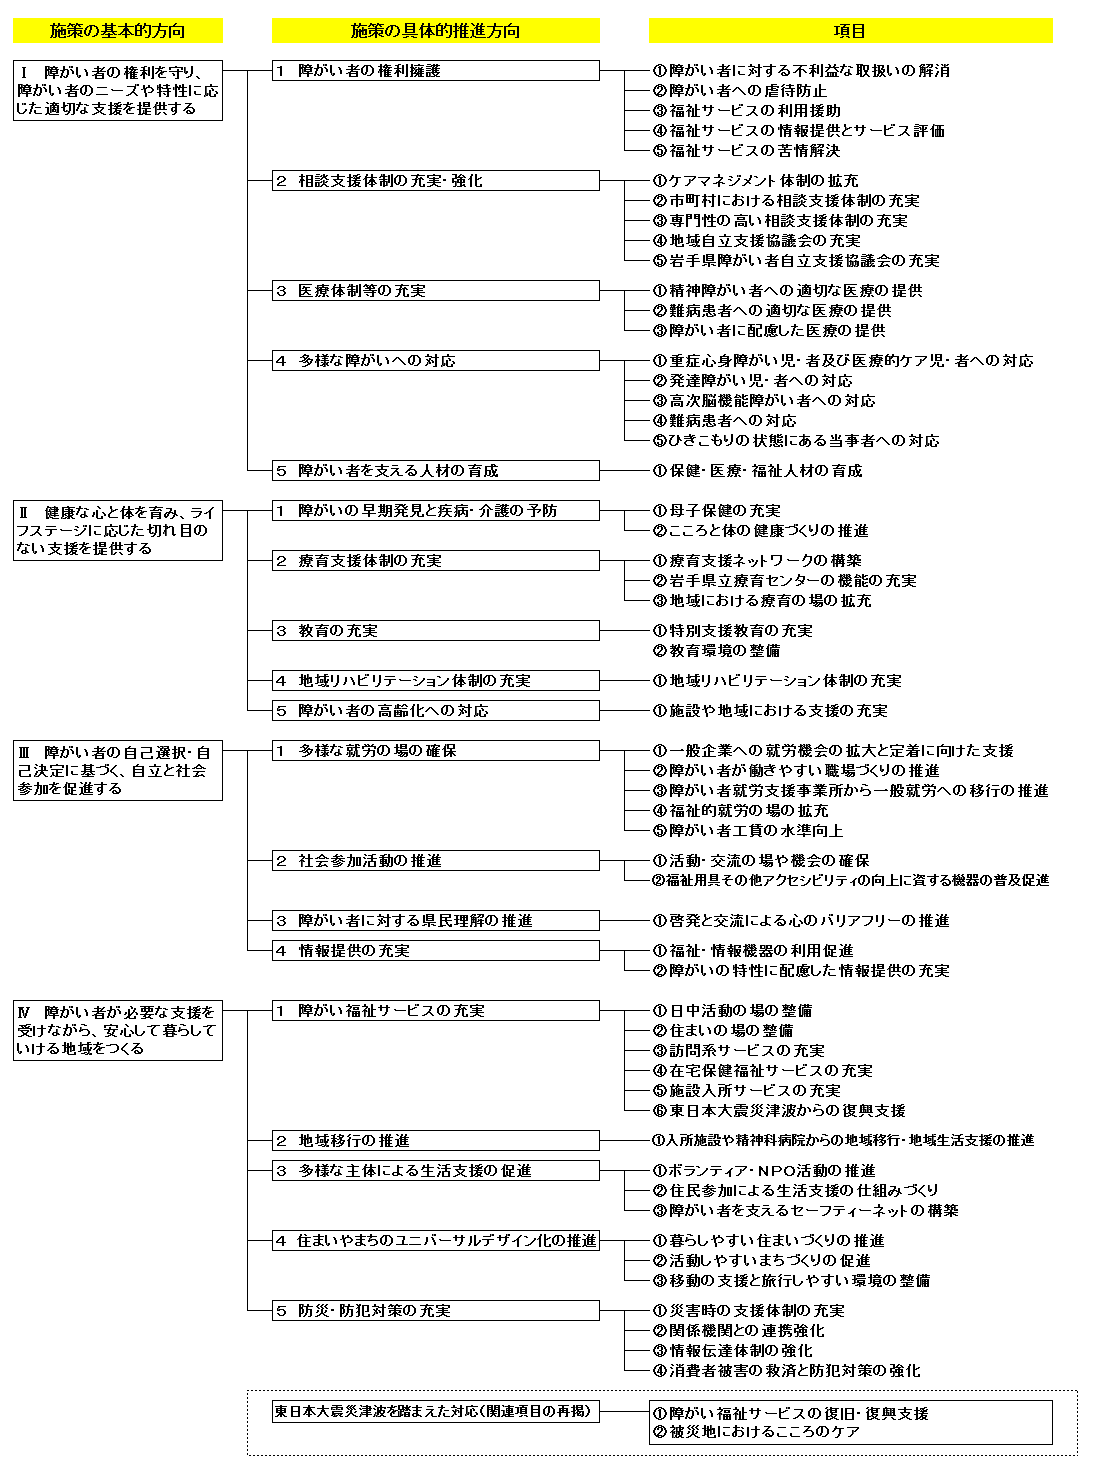 施策の基本的方向
施策の具体的推進方向
項目
Ⅰ　障がい者の権利を守り、
障がい者のニーズや特性に応
じた適切な支援を提供する
1　障がい者の権利擁護
①障がい者に対する不利益な取扱いの解消
②障がい者への虐待防止
③福祉サービスの利用援助
④福祉サービスの情報提供とサービス評価
⑤福祉サービスの苦情解決
2　相談支援体制の充実・強化
①ケアマネジメント体制の拡充
②市町村における相談支援体制の充実
③専門性の高い相談支援体制の充実
④地域自立支援協議会の充実
⑤岩手県障がい者自立支援協議会の充実
3　医療体制等の充実
①精神障がい者への適切な医療の提供
②難病患者への適切な医療の提供
③障がい者に配慮した医療の提供
4　多様な障がいへの対応
①重症心身障がい児・者及び医療的ケア児・者への対応
②発達障がい児・者への対応
③高次脳機能障がい者への対応
④難病患者への対応
⑤ひきこもりの状態にある当事者への対応
5　障がい者を支える人材の育成
①保健・医療・福祉人材の育成
Ⅱ　健康な心と体を育み、ライ
フステージに応じた切れ目の
ない支援を提供する
1　障がいの早期発見と疾病・介護の予防
①母子保健の充実
②こころと体の健康づくりの推進
2　療育支援体制の充実
①療育支援ネットワークの構築
②岩手県立療育センターの機能の充実
③地域における療育の場の拡充
3　教育の充実
①特別支援教育の充実
②教育環境の整備
4　地域リハビリテーション体制の充実
①地域リハビリテーション体制の充実
5　障がい者の高齢化への対応
①施設や地域における支援の充実
Ⅲ　障がい者の自己選択・自
己決定に基づく、自立と社会
参加を促進する
1　多様な就労の場の確保
①一般企業への就労機会の拡大と定着に向けた支援
②障がい者が働きやすい職場づくりの推進
③障がい者就労支援事業所から一般就労への移行の推進
④福祉的就労の場の拡充
⑤障がい者工賃の水準向上
2　社会参加活動の推進
①活動・交流の場や機会の確保
②福祉用具その他アクセシビリティの向上に資する機器の普及促進
3　障がい者に対する県民理解の推進
①啓発と交流による心のバリアフリーの推進
4　情報提供の充実
①福祉・情報機器の利用促進
②障がいの特性に配慮した情報提供の充実
Ⅳ　障がい者が必要な支援を
受けながら、安心して暮らして
いける地域をつくる
1　障がい福祉サービスの充実
①日中活動の場の整備
②住まいの場の整備
③訪問系サービスの充実
④在宅保健福祉サービスの充実
⑤施設入所サービスの充実
⑥東日本大震災津波からの復興支援
2　地域移行の推進
①入所施設や精神科病院からの地域移行・地域生活支援の推進
3　多様な主体による生活支援の促進
①ボランティア・NPO活動の推進
②住民参加による生活支援の仕組みづくり
③障がい者を支えるセーフティーネットの構築
4　住まいやまちのユニバーサルデザイン化の推進
①暮らしやすい住まいづくりの推進
②活動しやすいまちづくりの促進
③移動の支援と旅行しやすい環境の整備
5　防災・防犯対策の充実
①災害時の支援体制の充実
②関係機関との連携強化
③情報伝達体制の強化
④消費者被害の救済と防犯対策の強化
東日本大震災津波を踏まえた対応（関連項目の再掲）
①障がい福祉サービスの復旧・復興支援
②被災地におけるこころのケア